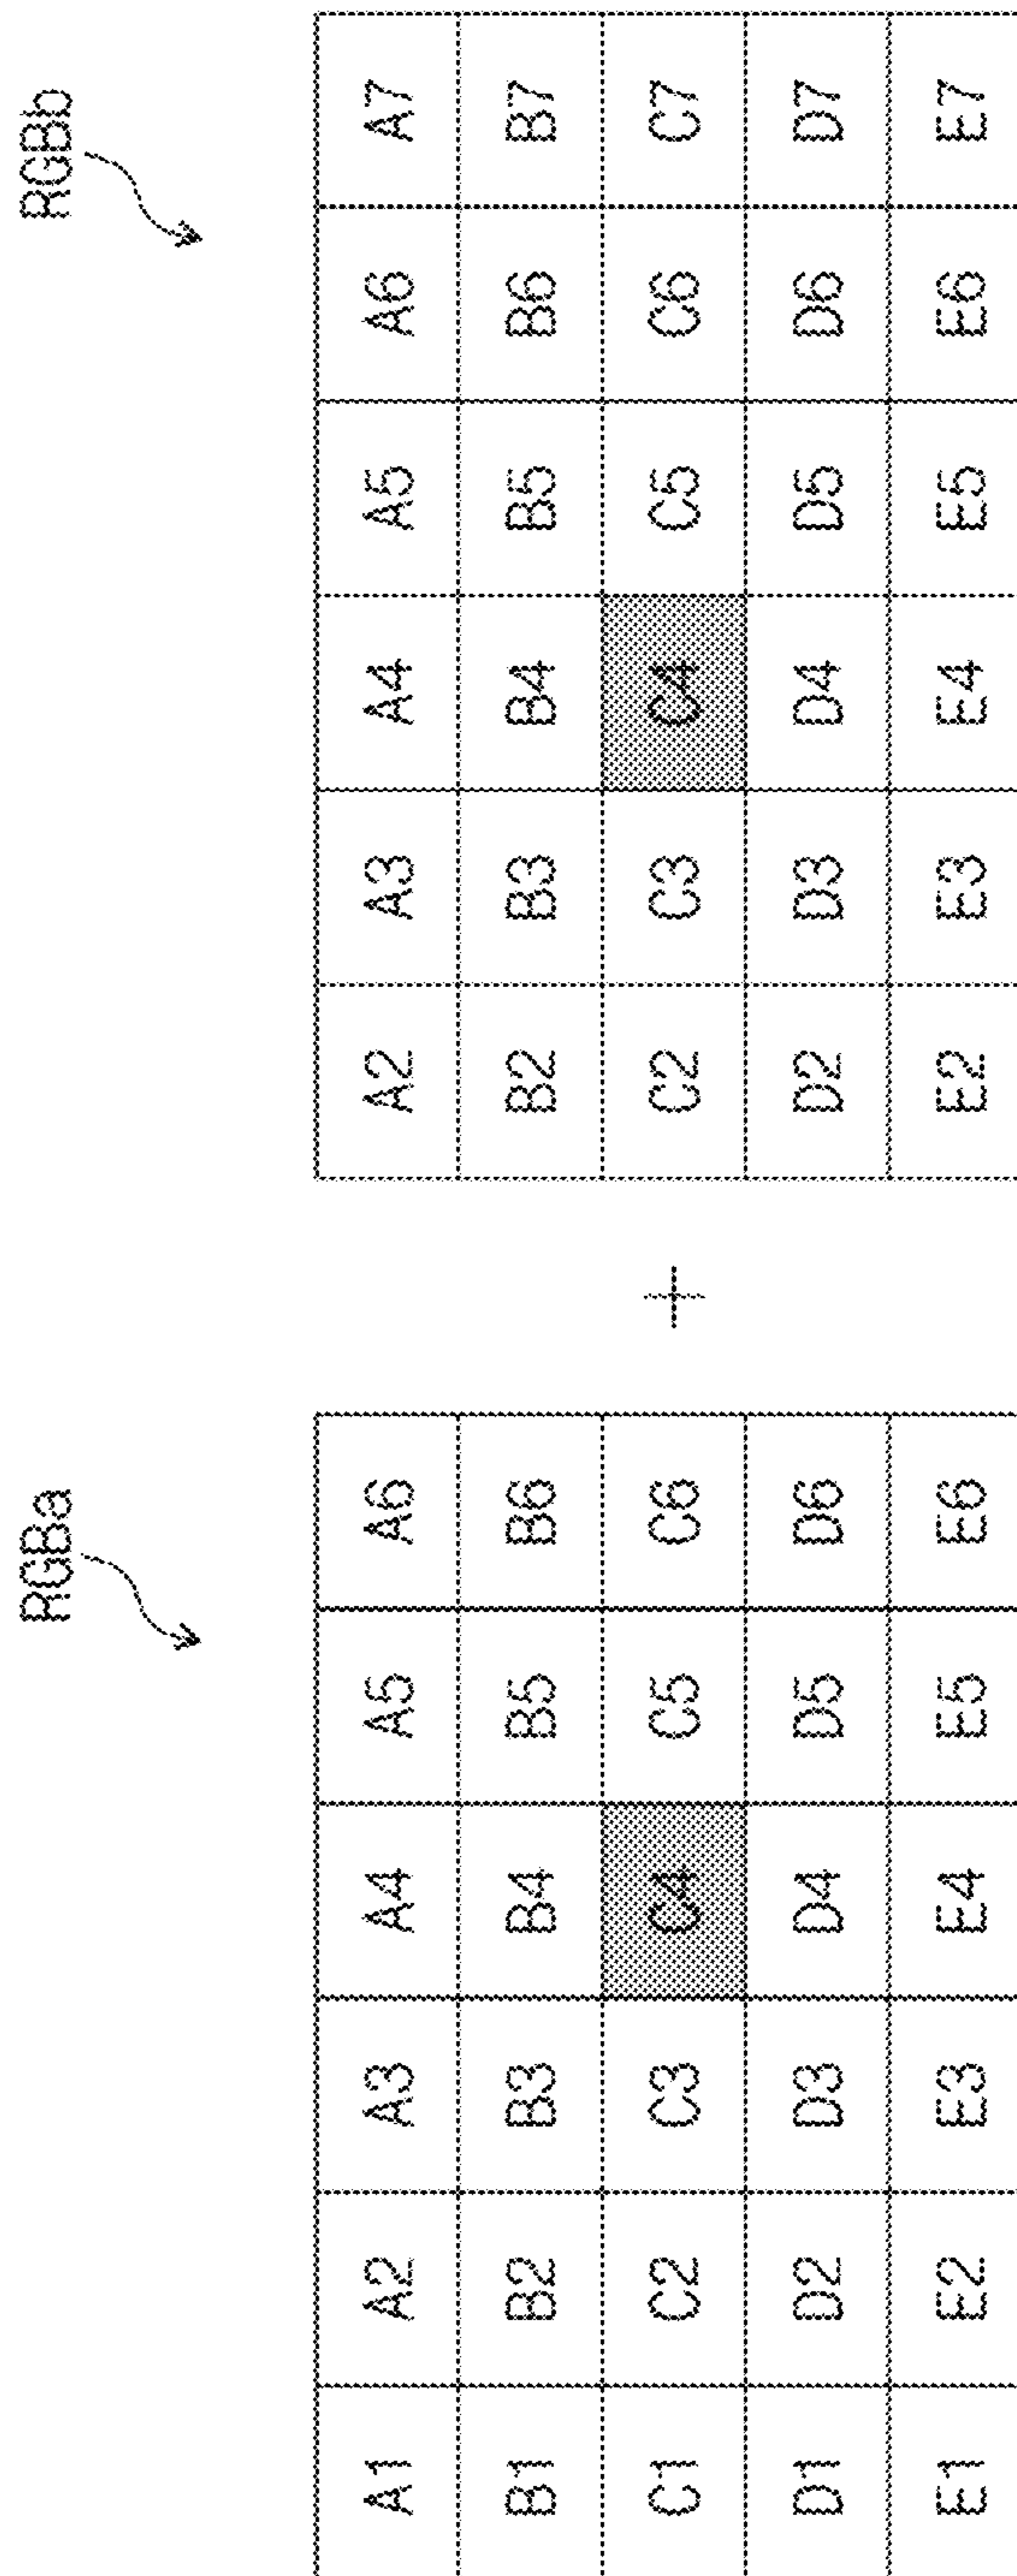 RGBa
A1 A2 A3 A4 A5 A6
B1 B2 B3 B4 B5 B6
C1 C2 C3 C4 C5 C6
D1 D2 D3 D4 D5 D6
E1 E2 E3 E4 E5 E6
+
RGBb
A2 A3 A4 A5 A6 A7
B2 B3 B4 B5 B6 B7
C2 C3 C4 C5 C6 C7
D2 D3 D4 D5 D6 D7
E2 E3 E4 E5 E6 E7